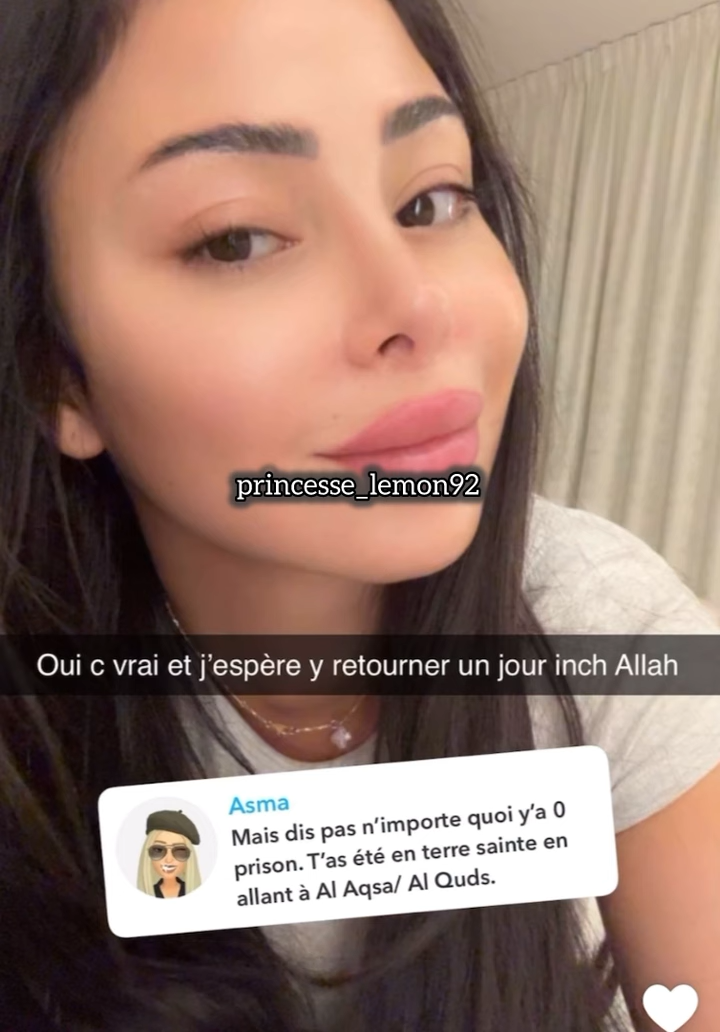 princesse_lemon92
Oui c vrai et j'espère y retourner un jour inch Allah
Asma
Mais dis pas n'importe quoi y'a 0
prison. T'as été en terre sainte en
allant à Al Aqsa/ Al Quds.